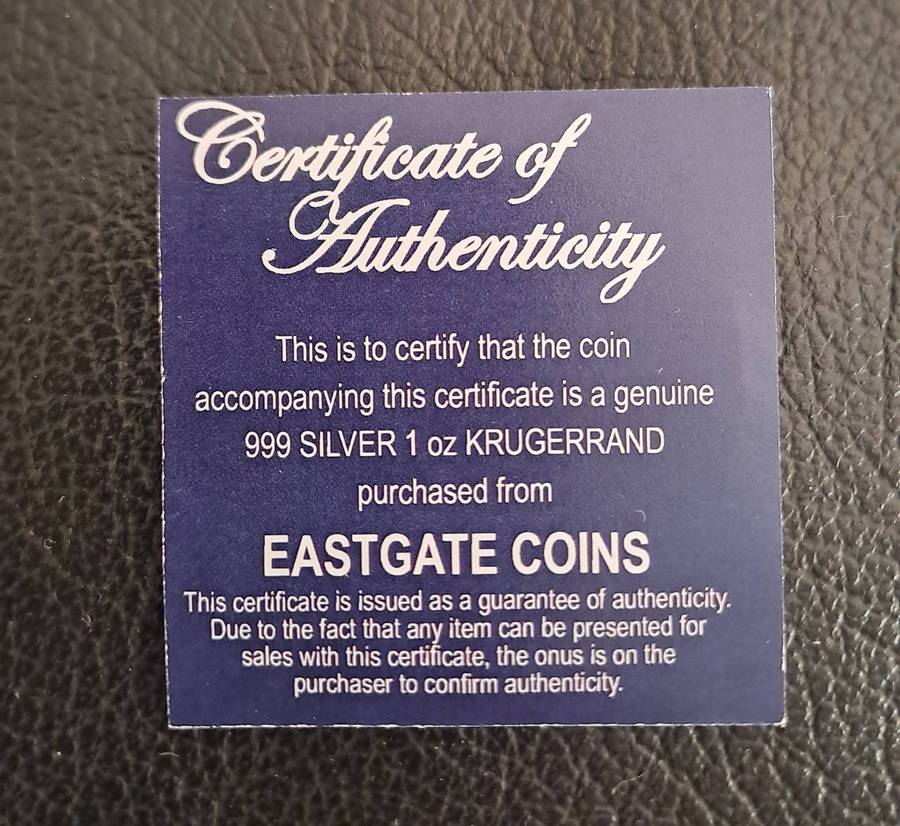 Certificate of
Authenticity
This is to certify that the coin
accompanying this certificate is a genuine
999 SILVER 1 oz KRUGERRAND
purchased from
EASTGATE COINS
This certificate is issued as a guarantee of authenticity.
Due to the fact that any item can be presented for
sales with this certificate, the onus is on the
purchaser to confirm authenticity.